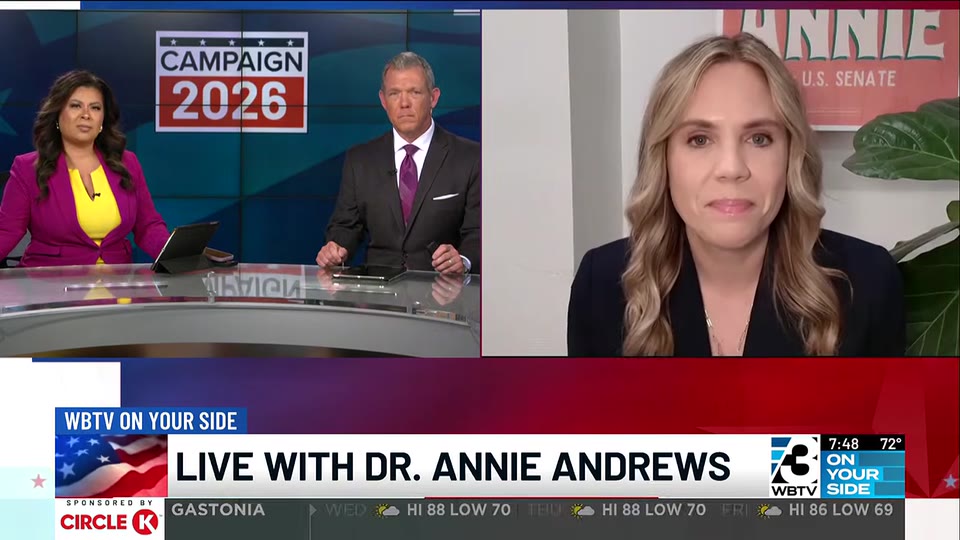 CAMPAIGN
2026
ANNIE
U.S. SENATE
WBTV ON YOUR SIDE
LIVE WITH DR. ANNIE ANDREWS
3
WBTV
7:48 72°
ON
YOUR
SIDE
SPONSORED BY
CIRCLE K
GASTONIA WED HI 88 LOW 70 THU HI 88 LOW 70 FRI HI 86 LOW 69